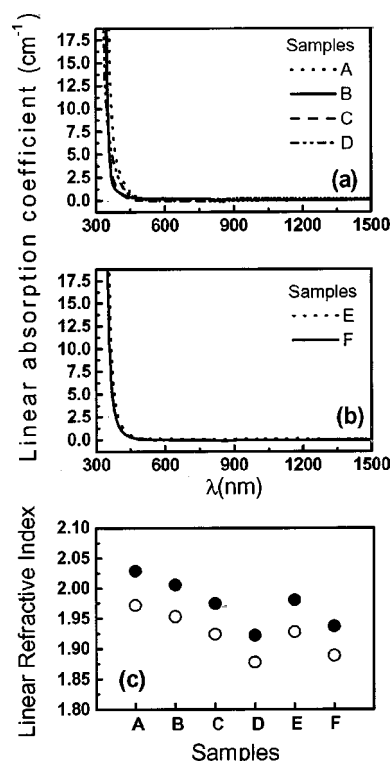 Linear absorption coefficient (cm⁻¹)
17.5
15.0
12.5
10.0
7.5
5.0
2.5
0.0
Samples
A
B
C
D
(a)
300
600
900
1200
1500
17.5
15.0
12.5
10.0
7.5
5.0
2.5
0.0
Samples
E
F
(b)
300
600
900
1200
1500
λ(nm)
Linear Refractive Index
2.10
2.05
2.00
1.95
1.90
1.85
1.80
(c)
A
B
C
D
E
F
Samples